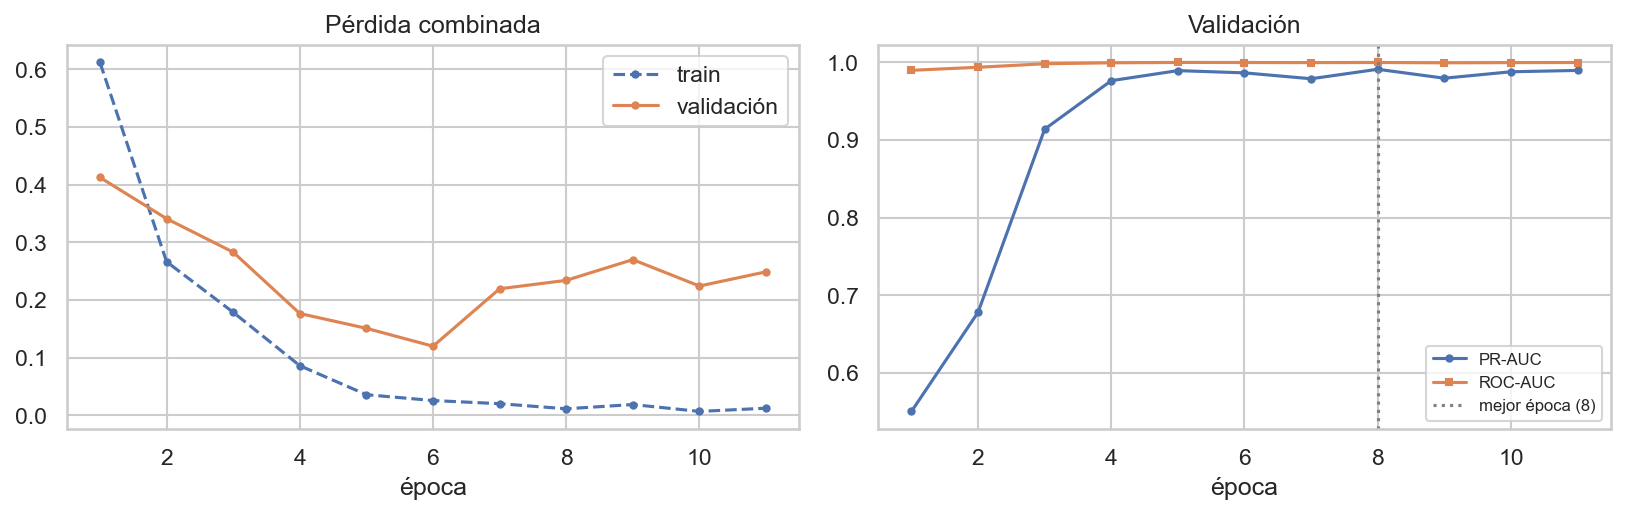 Pérdida combinada
0.6
0.5
0.4
0.3
0.2
0.1
0.0
2
4
6
8
10
época
train
validación
Validación
1.0
0.9
0.8
0.7
0.6
2
4
6
8
10
época
PR-AUC
ROC-AUC
mejor época (8)